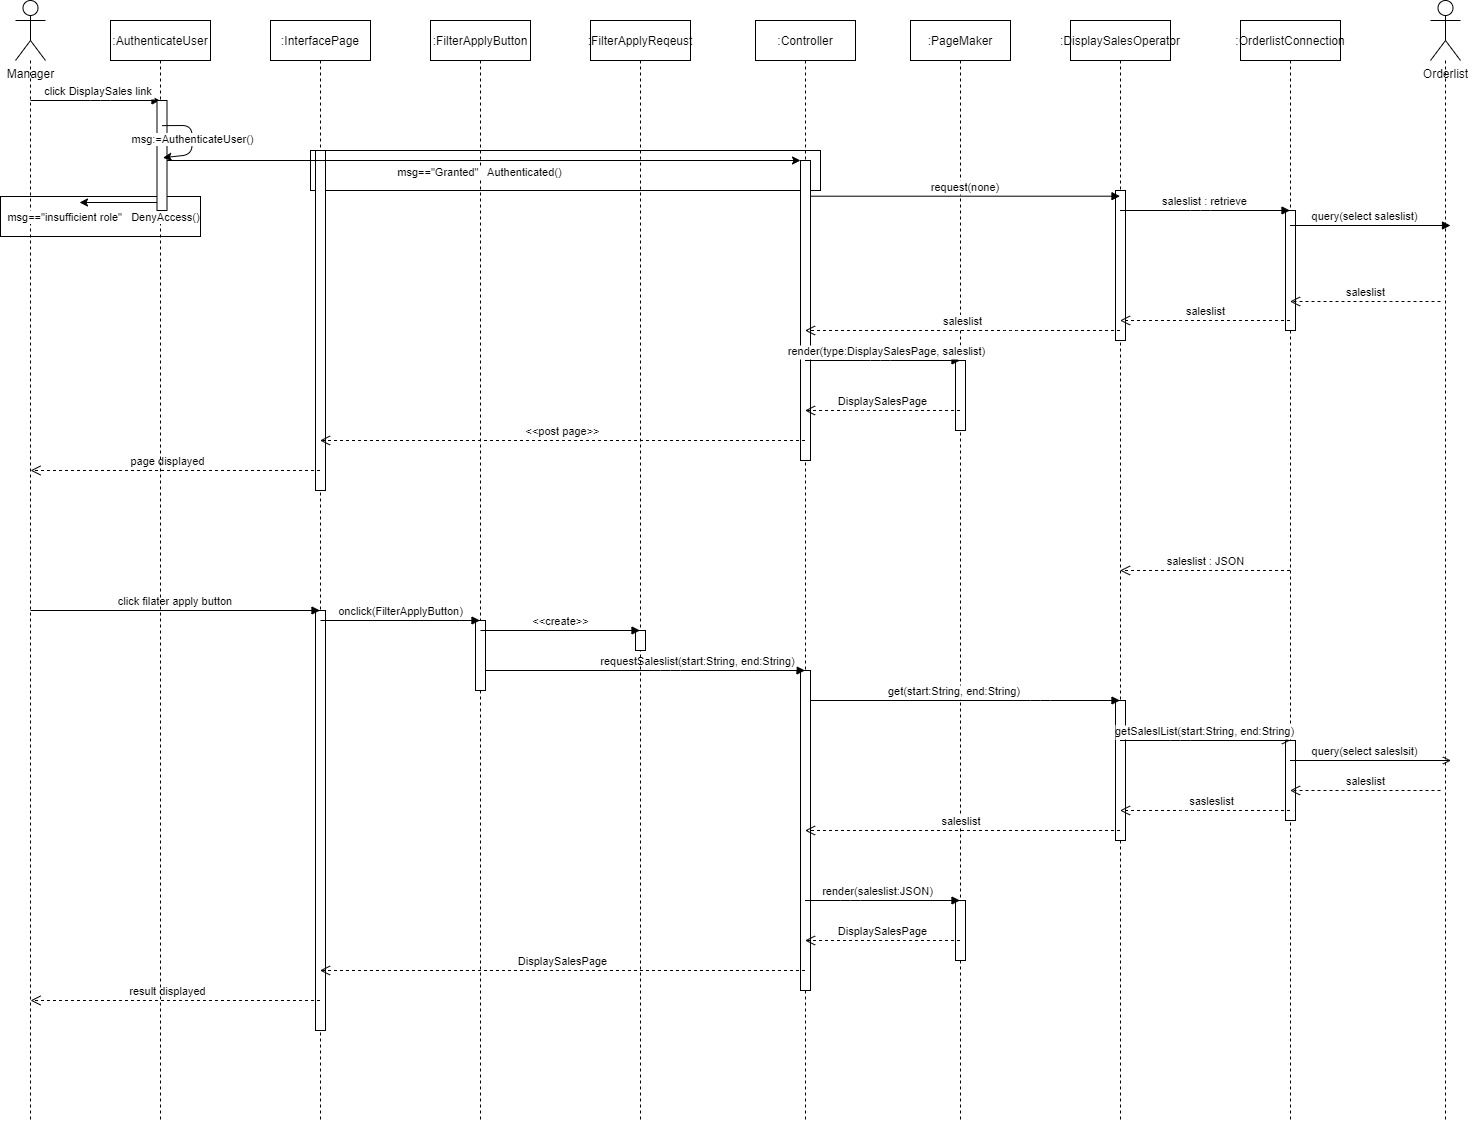 :AuthenticateUser
:InterfacePage
:FilterApplyButton
:FilterApplyReqeust
:Controller
:PageMaker
:DisplaySalesOperator
:OrderlistConnection
Manager
Orderlist
click DisplaySales link
msg:=AuthenticateUser()
msg=="Granted" Authenticated()
request(none)
saleslist : retrieve
msg=="insufficient role" DenyAccess()
query(select saleslist)
saleslist
saleslist
saleslist
render(type:DisplaySalesPage, saleslist)
DisplaySalesPage
<<post page>>
page displayed
saleslist : JSON
click filater apply button
onclick(FilterApplyButton)
<<create>>
requestSaleslist(start:String, end:String)
get(start:String, end:String)
getSaleslList(start:String, end:String)
query(select saleslsit)
saleslist
sasleslist
saleslist
render(saleslist:JSON)
DisplaySalesPage
DisplaySalesPage
result displayed